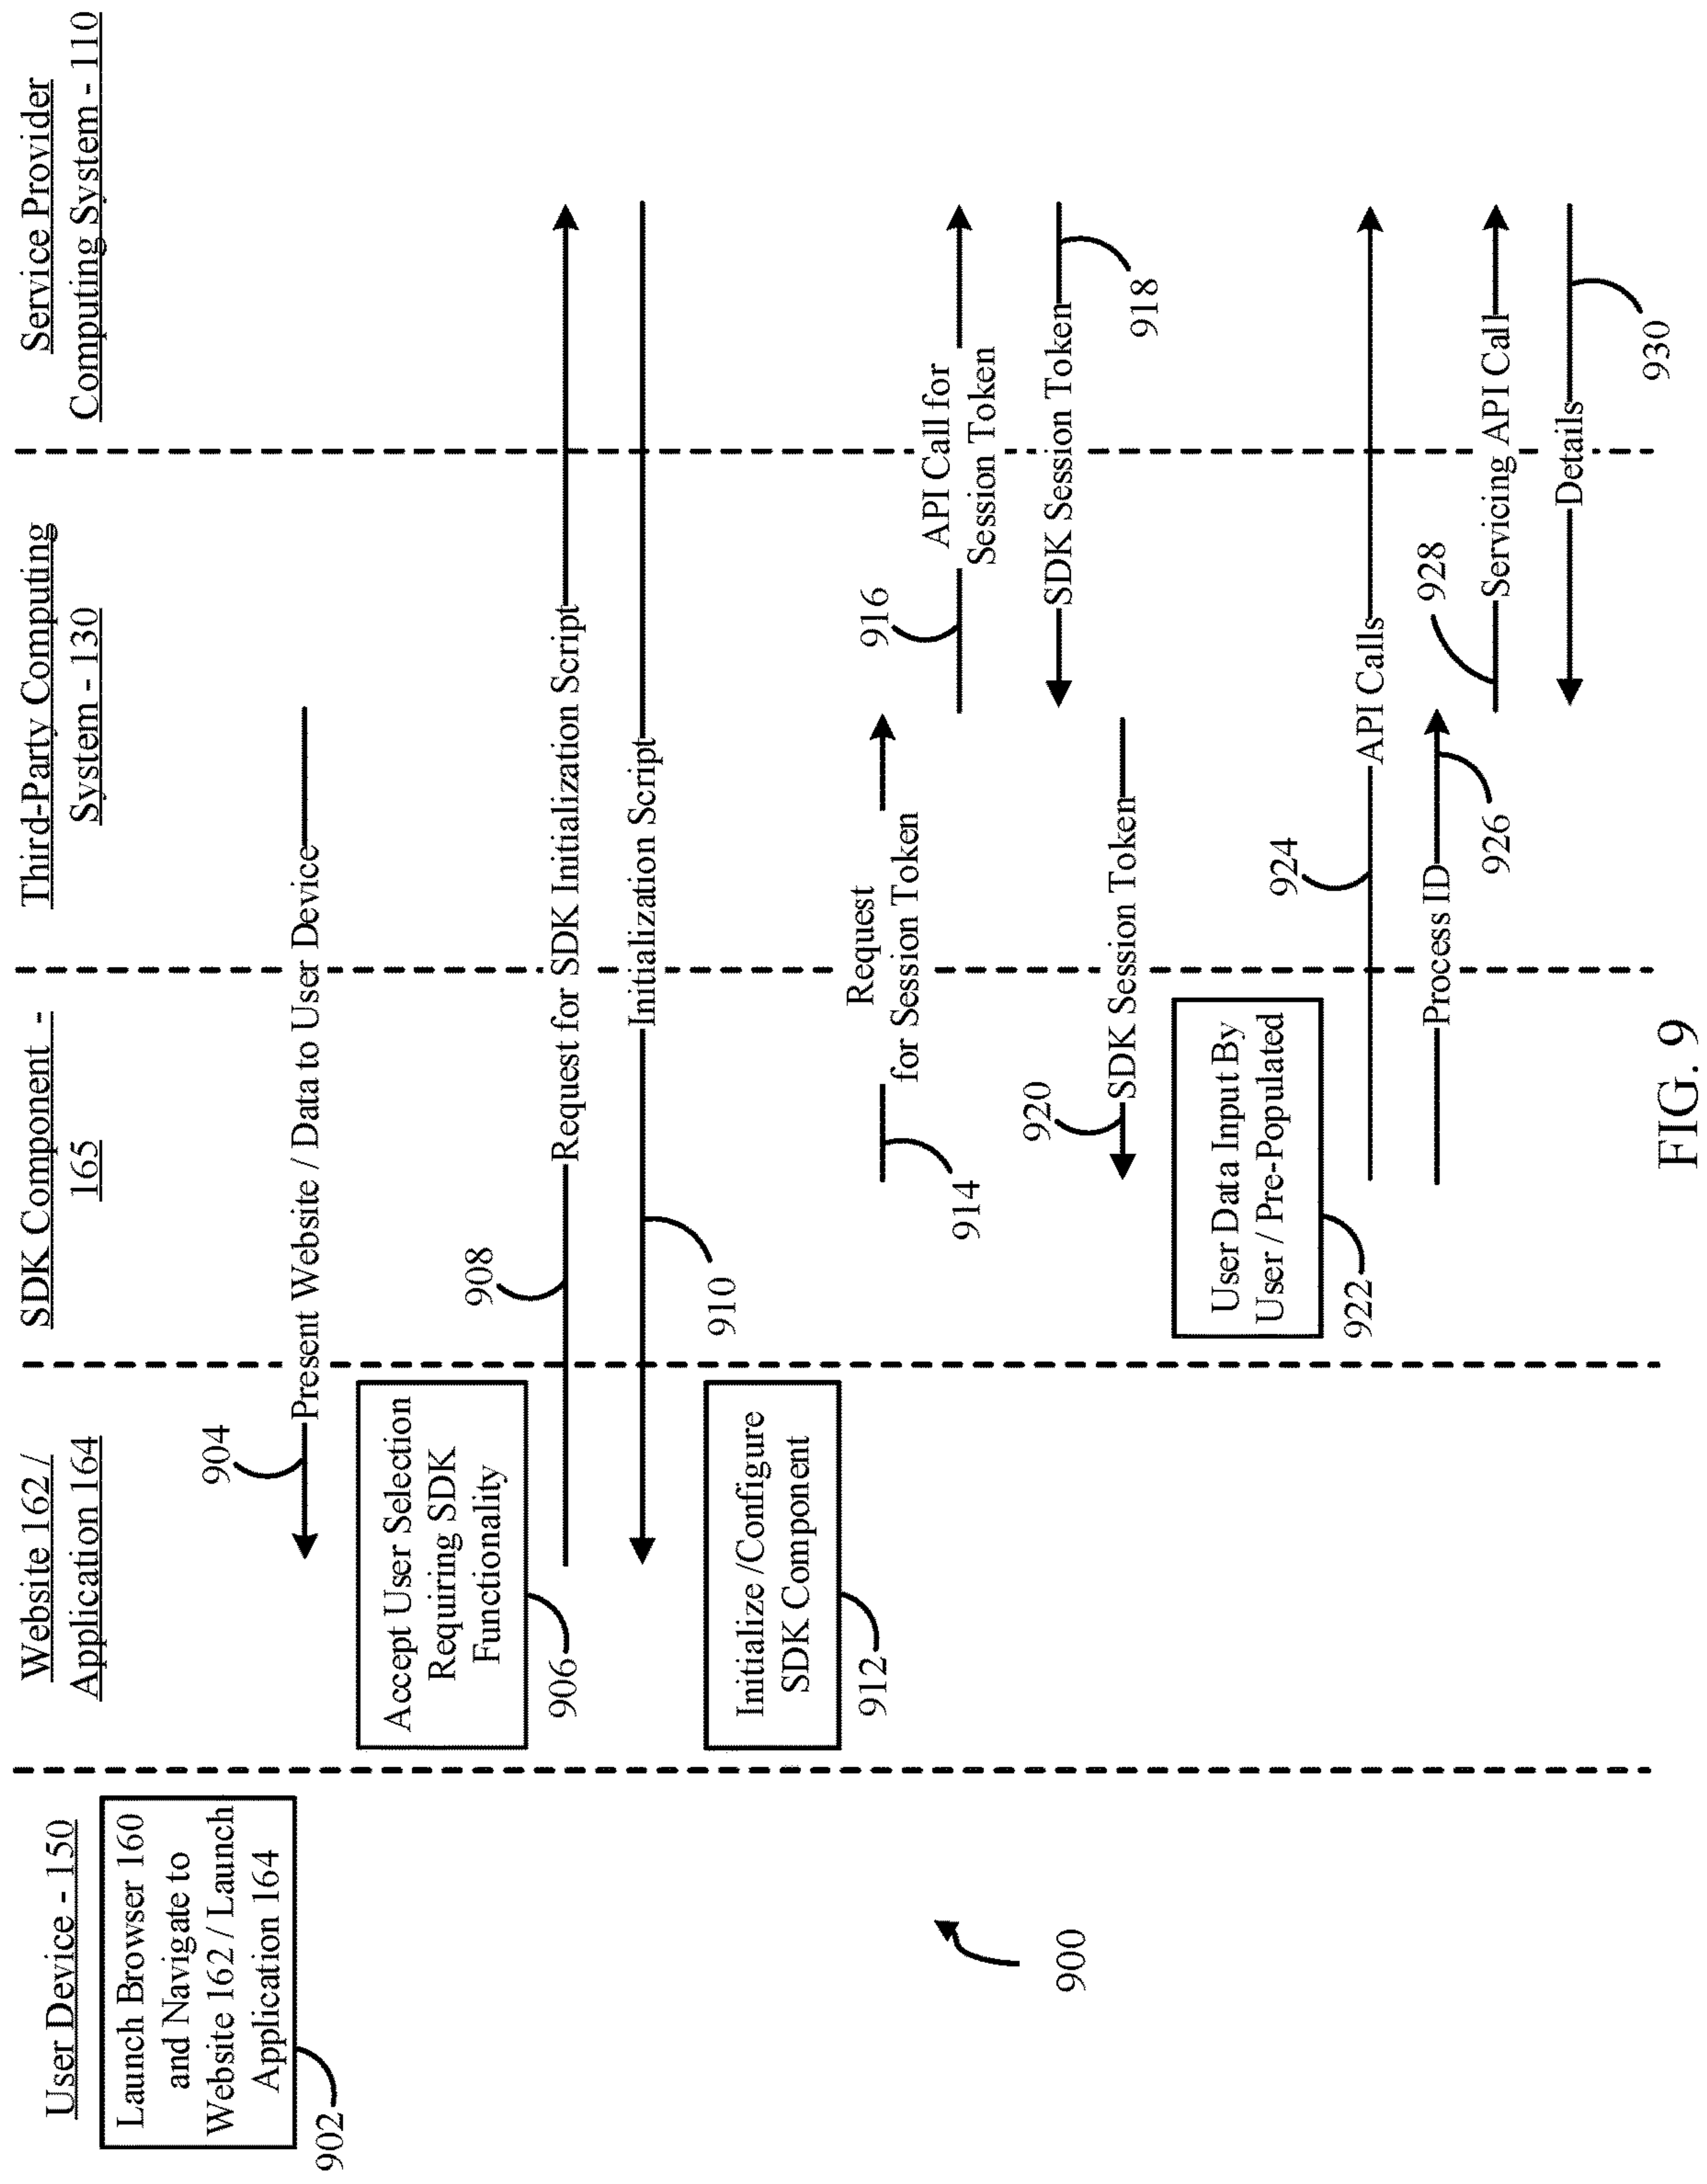 User Device - 150
Website 162 /
Application 164
SDK Component -
165
Third-Party Computing
System - 130
Service Provider
Computing System - 110
Launch Browser 160
and Navigate to
Website 162 / Launch
Application 164
902
904
Present Website / Data to User Device
Accept User Selection
Requiring SDK
Functionality
906
908
Request for SDK Initialization Script
Initialization Script
910
Initialize /Configure
SDK Component
912
Request
for Session Token
914
916
API Call for
Session Token
SDK Session Token
918
920
SDK Session Token
User Data Input By
User / Pre-Populated
922
924
API Calls
Process ID
926
928
Servicing API Call
Details
930
900
FIG. 9